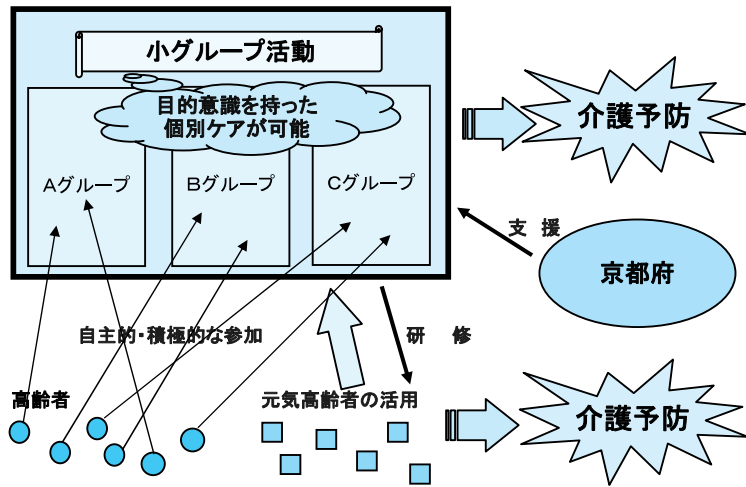 小グループ活動
目的意識を持った
個別ケアが可能
Aグループ
Bグループ
Cグループ
介護予防
支 援
京都府
自主的・積極的な参加
研 修
高齢者
元気高齢者の活用
介護予防